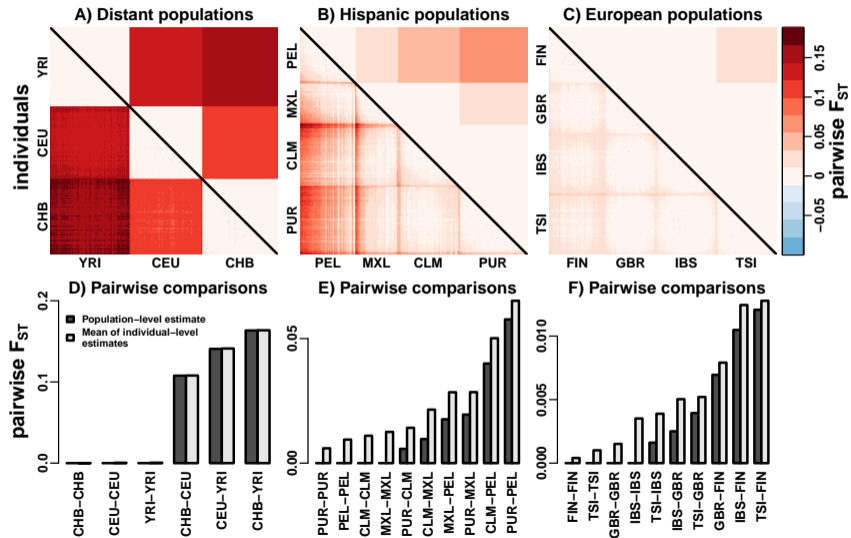 A) Distant populations
B) Hispanic populations
C) European populations
individuals
YRI
CEU
CHB
YRI
CEU
CHB
PEL
MXL
CLM
PUR
PEL
MXL
CLM
PUR
FIN
GBR
IBS
TSI
FIN
GBR
IBS
TSI
0.15
0.1
0.05
0
−0.05
pairwise FST
D) Pairwise comparisons
E) Pairwise comparisons
F) Pairwise comparisons
pairwise FST
0.2
0.1
0.0
Population−level estimate
Mean of individual−level
estimates
CHB−CHB
CEU−CEU
YRI−YRI
CHB−CEU
CEU−YRI
CHB−YRI
0.05
0.00
PUR−PUR
PEL−PEL
CLM−CLM
MXL−MXL
PUR−CLM
CLM−MXL
MXL−PEL
PUR−MXL
CLM−PEL
PUR−PEL
0.010
0.005
0.000
FIN−FIN
TSI−TSI
GBR−GBR
IBS−IBS
TSI−IBS
IBS−GBR
TSI−GBR
GBR−FIN
IBS−FIN
TSI−FIN